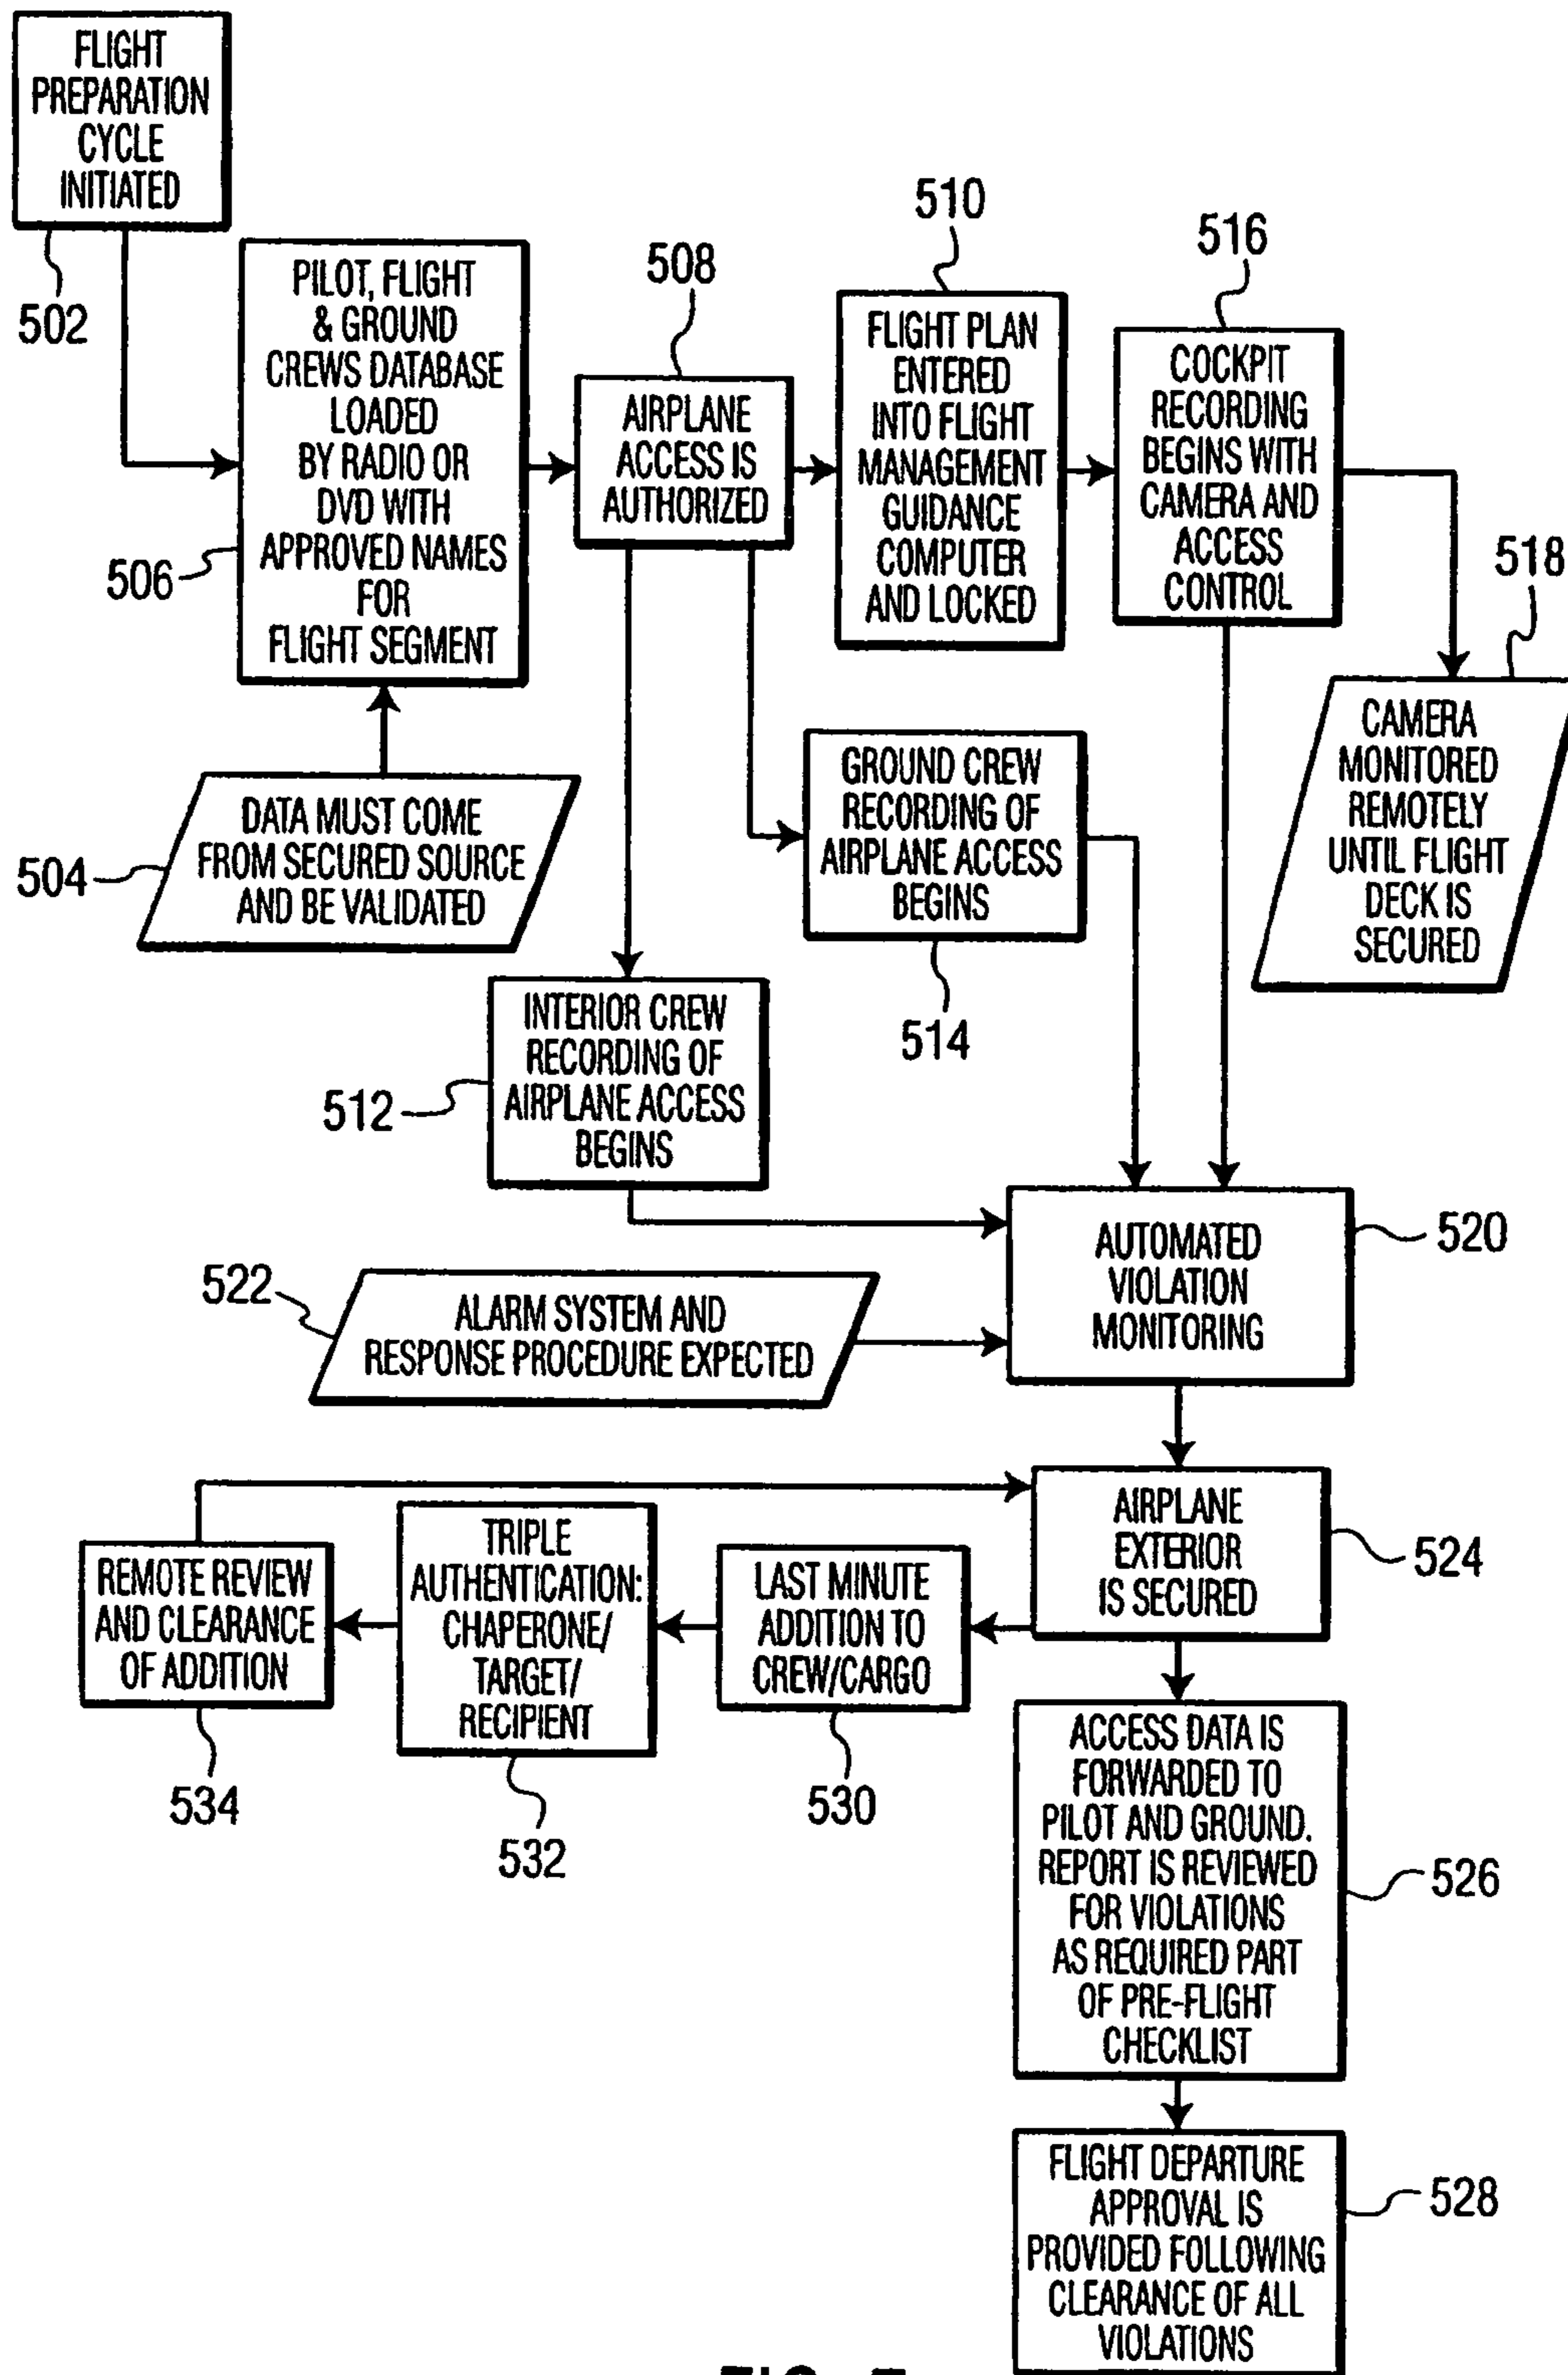 FLIGHT
PREPARATION
CYCLE
INITIATED
502
PILOT, FLIGHT
& GROUND
CREWS DATABASE
LOADED
BY RADIO OR
DVD WITH
APPROVED NAMES
FOR
FLIGHT SEGMENT
506
DATA MUST COME
FROM SECURED SOURCE
AND BE VALIDATED
504
508
AIRPLANE
ACCESS IS
AUTHORIZED
510
FLIGHT PLAN
ENTERED
INTO FLIGHT
MANAGEMENT
GUIDANCE
COMPUTER
AND LOCKED
516
COCKPIT
RECORDING
BEGINS WITH
CAMERA AND
ACCESS
CONTROL
518
CAMERA
MONITORED
REMOTELY
UNTIL FLIGHT
DECK IS
SECURED
GROUND CREW
RECORDING OF
AIRPLANE ACCESS
BEGINS
514
INTERIOR CREW
RECORDING OF
AIRPLANE ACCESS
BEGINS
512
AUTOMATED
VIOLATION
MONITORING
520
522
ALARM SYSTEM AND
RESPONSE PROCEDURE EXPECTED
AIRPLANE
EXTERIOR
IS SECURED
524
LAST MINUTE
ADDITION TO
CREW/CARGO
530
TRIPLE
AUTHENTICATION:
CHAPERONE/
TARGET/
RECIPIENT
532
REMOTE REVIEW
AND CLEARANCE
OF ADDITION
534
ACCESS DATA IS
FORWARDED TO
PILOT AND GROUND.
REPORT IS REVIEWED
FOR VIOLATIONS
AS REQUIRED PART
OF PRE-FLIGHT
CHECKLIST
526
FLIGHT DEPARTURE
APPROVAL IS
PROVIDED FOLLOWING
CLEARANCE OF ALL
VIOLATIONS
528